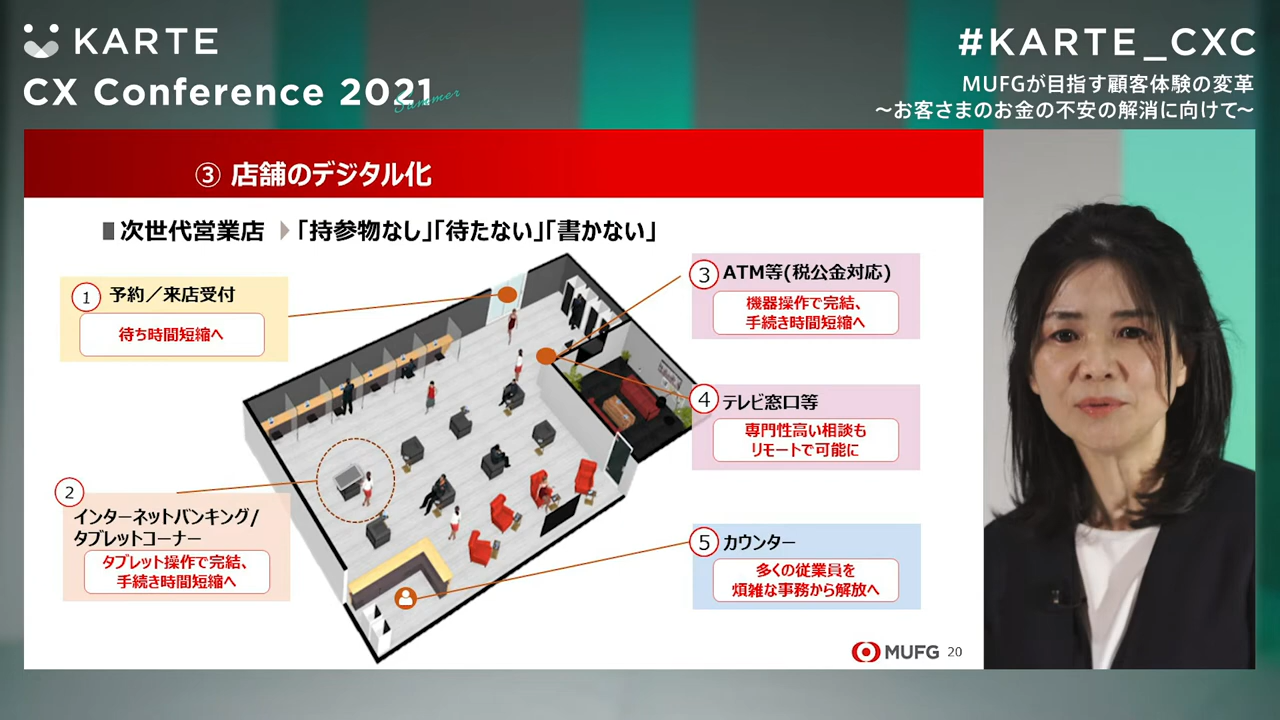 KARTE
CX Conference 2021
Summer
#KARTE_CXC
MUFGが目指す顧客体験の変革
～お客さまのお金の不安の解消に向けて～
③ 店舗のデジタル化
次世代営業店 ▶ 「持参物なし」「待たない」「書かない」
1 予約／来店受付
待ち時間短縮へ
2
インターネットバンキング/
タブレットコーナー
タブレット操作で完結、
手続き時間短縮へ
3 ATM等(税公金対応)
機器操作で完結、
手続き時間短縮へ
4 テレビ窓口等
専門性高い相談も
リモートで可能に
5 カウンター
多くの従業員を
煩雑な事務から解放へ
MUFG 20